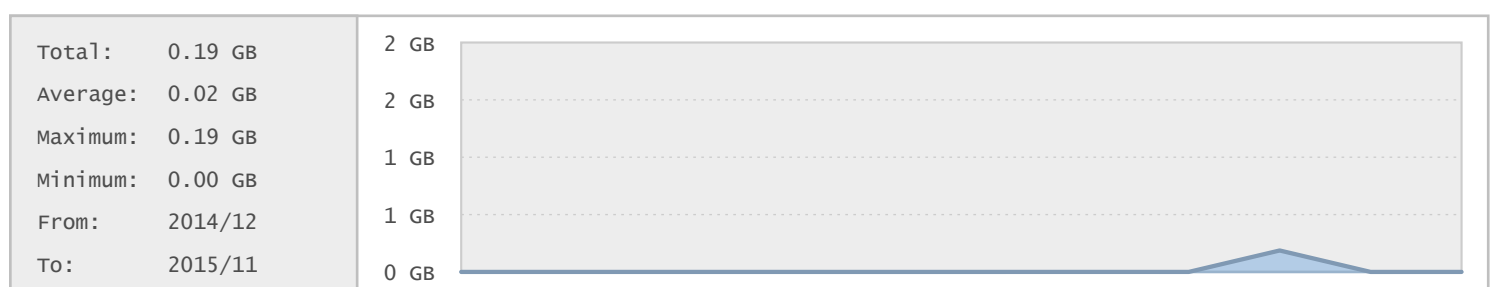 Total: 0.19 GB
Average: 0.02 GB
Maximum: 0.19 GB
Minimum: 0.00 GB
From: 2014/12
To: 2015/11
2 GB
2 GB
1 GB
1 GB
0 GB